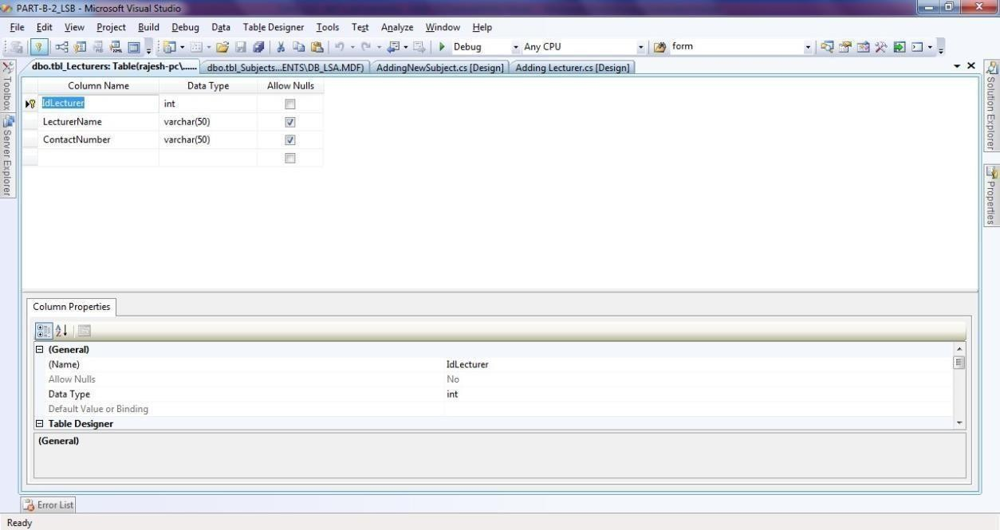 PART-B-2_LSB - Microsoft Visual Studio
File Edit View Project Build Debug Data Table Designer Tools Test Analyze Window Help
Debug Any CPU form
dbo.tbl_Lecturers: Table(rajesh-pc\...... dbo.tbl_Subjects...ENTS\DB_LSA.MDF) AddingNewSubject.cs [Design] Adding Lecturer.cs [Design]
Toolbox
Server Explorer
Solution Explorer
Properties
Column Name Data Type Allow Nulls
IdLecturer int
LecturerName varchar(50)
ContactNumber varchar(50)
Column Properties
(General)
(Name) IdLecturer
Allow Nulls No
Data Type int
Default Value or Binding
Table Designer
(General)
Error List
Ready